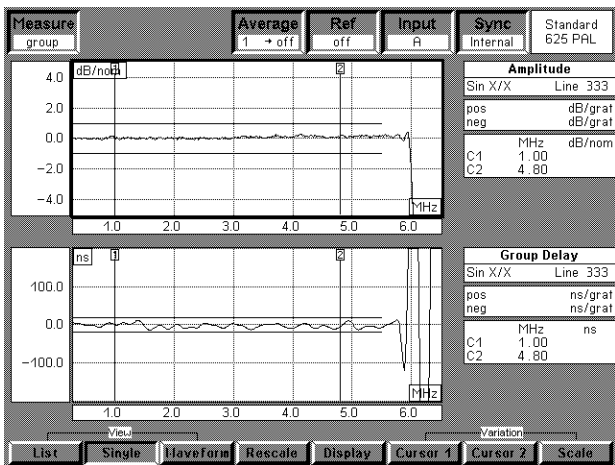 Measure Average Ref Input Sync Standard
group 1 → off off A Internal 625 PAL
dB/nom 1 2
4.0
2.0
0.0
−2.0
−4.0
MHz
1.0 2.0 3.0 4.0 5.0 6.0
Amplitude
Sin X/X Line 333
pos dB/grat
neg dB/grat
MHz dB/nom
C1 1.00
C2 4.80
ns 1 2
100.0
0.0
−100.0
MHz
1.0 2.0 3.0 4.0 5.0 6.0
Group Delay
Sin X/X Line 333
pos ns/grat
neg ns/grat
MHz ns
C1 1.00
C2 4.80
View Variation
List Single Waveform Rescale Display Cursor 1 Cursor 2 Scale